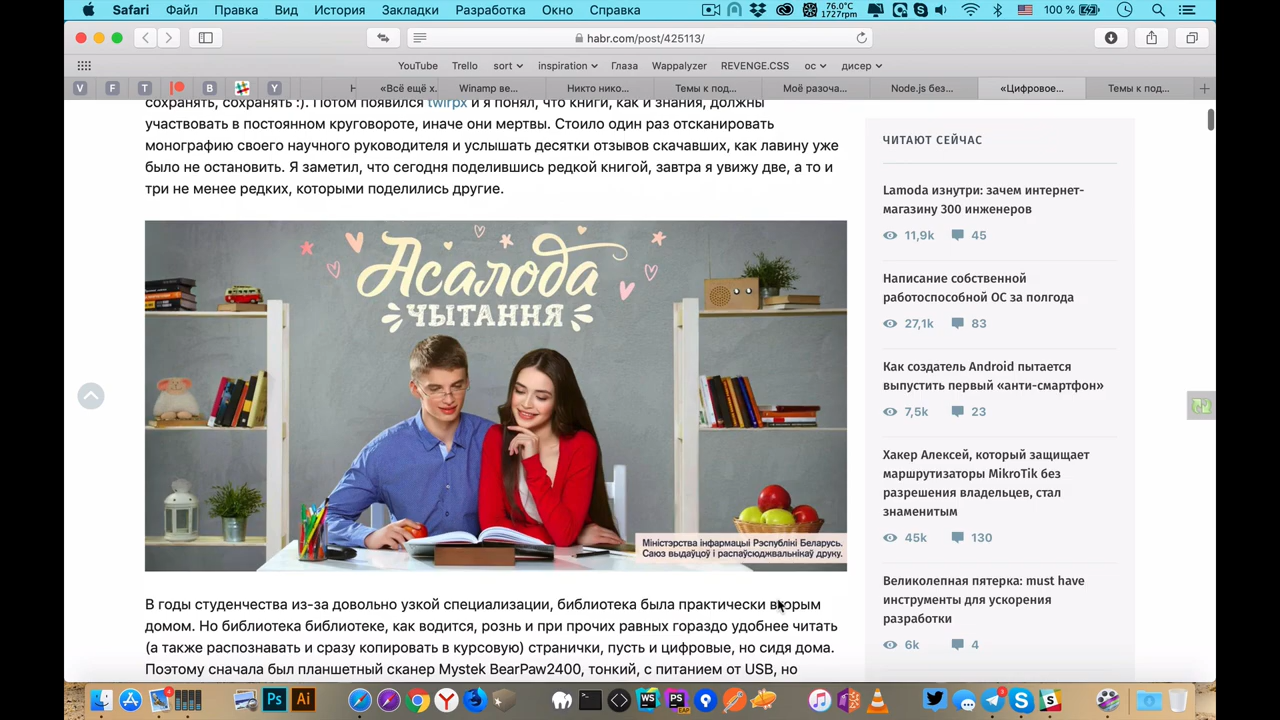 Safari Файл Правка Вид История Закладки Разработка Окно Справка
76.0°C
1727rpm
100 %
habr.com/post/425113/
YouTube Trello sort inspiration Глаза Wappalyzer REVENGE.CSS ос дисер
V F T B Y «Всё ещё х. Winamp ве... Никто нико... Темы к под... Моё разоча... Node.js без... «Цифровое... Темы к под...
сохранять, сохранять :). Потом появился twirpx и я понял, что книги, как и знания, должны
участвовать в постоянном круговороте, иначе они мертвы. Стоило один раз отсканировать
монографию своего научного руководителя и услышать десятки отзывов скачавших, как лавину уже
было не остановить. Я заметил, что сегодня поделившись редкой книгой, завтра я увижу две, а то и
три не менее редких, которыми поделились другие.
Асалода
ЧЫТАННЯ
Міністэрства інфармацыі Рэспублікі Беларусь.
Саюз выдаўцоў і распаўсюджвальнікаў друку.
В годы студенчества из-за довольно узкой специализации, библиотека была практически вторым
домом. Но библиотека библиотеке, как водится, рознь и при прочих равных гораздо удобнее читать
(а также распознавать и сразу копировать в курсовую) странички, пусть и цифровые, но сидя дома.
Поэтому сначала был планшетный сканер Mystek BearPaw2400, тонкий, с питанием от USB, но
ЧИТАЮТ СЕЙЧАС
Lamoda изнутри: зачем интернет-
магазину 300 инженеров
11,9k 45
Написание собственной
работоспособной ОС за полгода
27,1k 83
Как создатель Android пытается
выпустить первый «анти-смартфон»
7,5k 23
Хакер Алексей, который защищает
маршрутизаторы MikroTik без
разрешения владельцев, стал
знаменитым
45k 130
Великолепная пятерка: must have
инструменты для ускорения
разработки
6k 4
Ps Ai WS PS